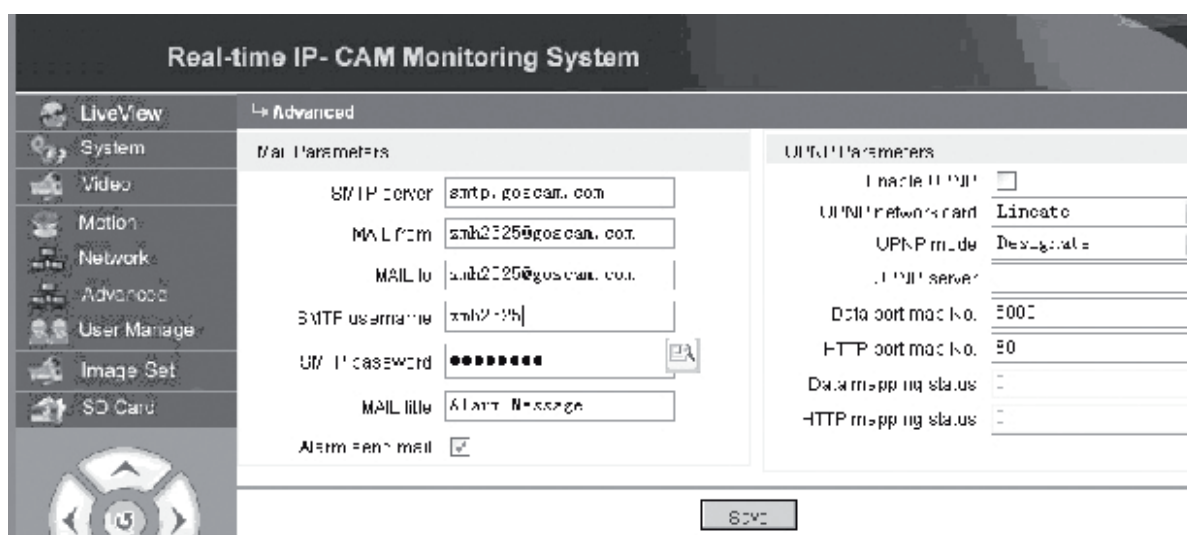 Real-time IP- CAM Monitoring System
LiveView
System
Video
Motion
Network
Advanced
User Manage
Image Set
SD Card
Advanced
Mail Parameters
SMTP server smtp.goscam.com
MAIL from
MAIL to
SMTP username
SMTP password ●●●●●●●●
MAIL title Alarm Message
Alarm send mail
UPNP Parameters
Enable UPNP
UPNP network card
UPNP mode Designate
UPNP server
Data port map No.
HTTP port map No. 80
Data mapping status
HTTP mapping status
Save